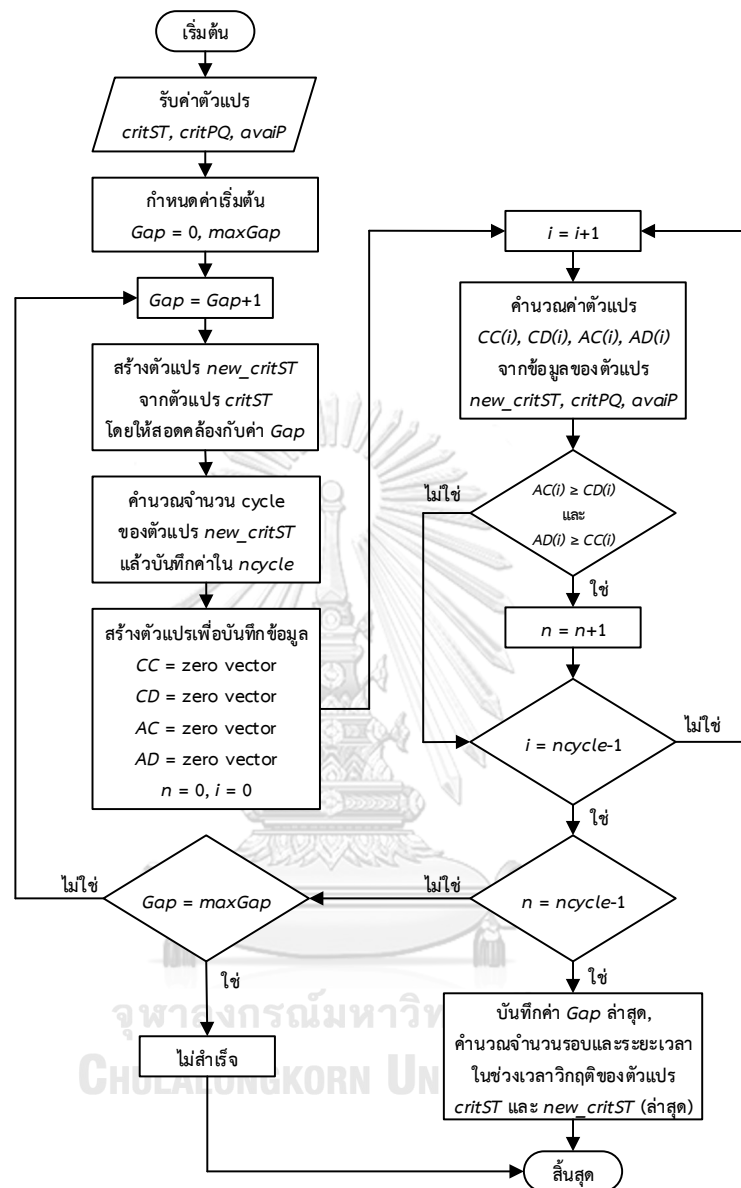 เริ่มต้น
รับค่าตัวแปร
critST, critPQ, avaiP
กำหนดค่าเริ่มต้น
Gap = 0, maxGap
Gap = Gap+1
สร้างตัวแปร new_critST
จากตัวแปร critST
โดยให้สอดคล้องกับค่า Gap
คำนวณจำนวน cycle
ของตัวแปร new_critST
แล้วบันทึกค่าใน ncycle
สร้างตัวแปรเพื่อบันทึกข้อมูล
CC = zero vector
CD = zero vector
AC = zero vector
AD = zero vector
n = 0, i = 0
i = i+1
คำนวณค่าตัวแปร
CC(i), CD(i), AC(i), AD(i)
จากข้อมูลของตัวแปร
new_critST, critPQ, avaiP
ไม่ใช่
AC(i) ≥ CD(i)
และ
AD(i) ≥ CC(i)
ใช่
n = n+1
i = ncycle-1
ไม่ใช่
ใช่
n = ncycle-1
ไม่ใช่
Gap = maxGap
ไม่ใช่
ใช่
ไม่สำเร็จ
ใช่
บันทึกค่า Gap ล่าสุด,
คำนวณจำนวนรอบและระยะเวลา
ในช่วงเวลาวิกฤติของตัวแปร
critST และ new_critST (ล่าสุด)
สิ้นสุด
จุฬาลงกรณ์มหาวิท
CHULALONGKORN UN